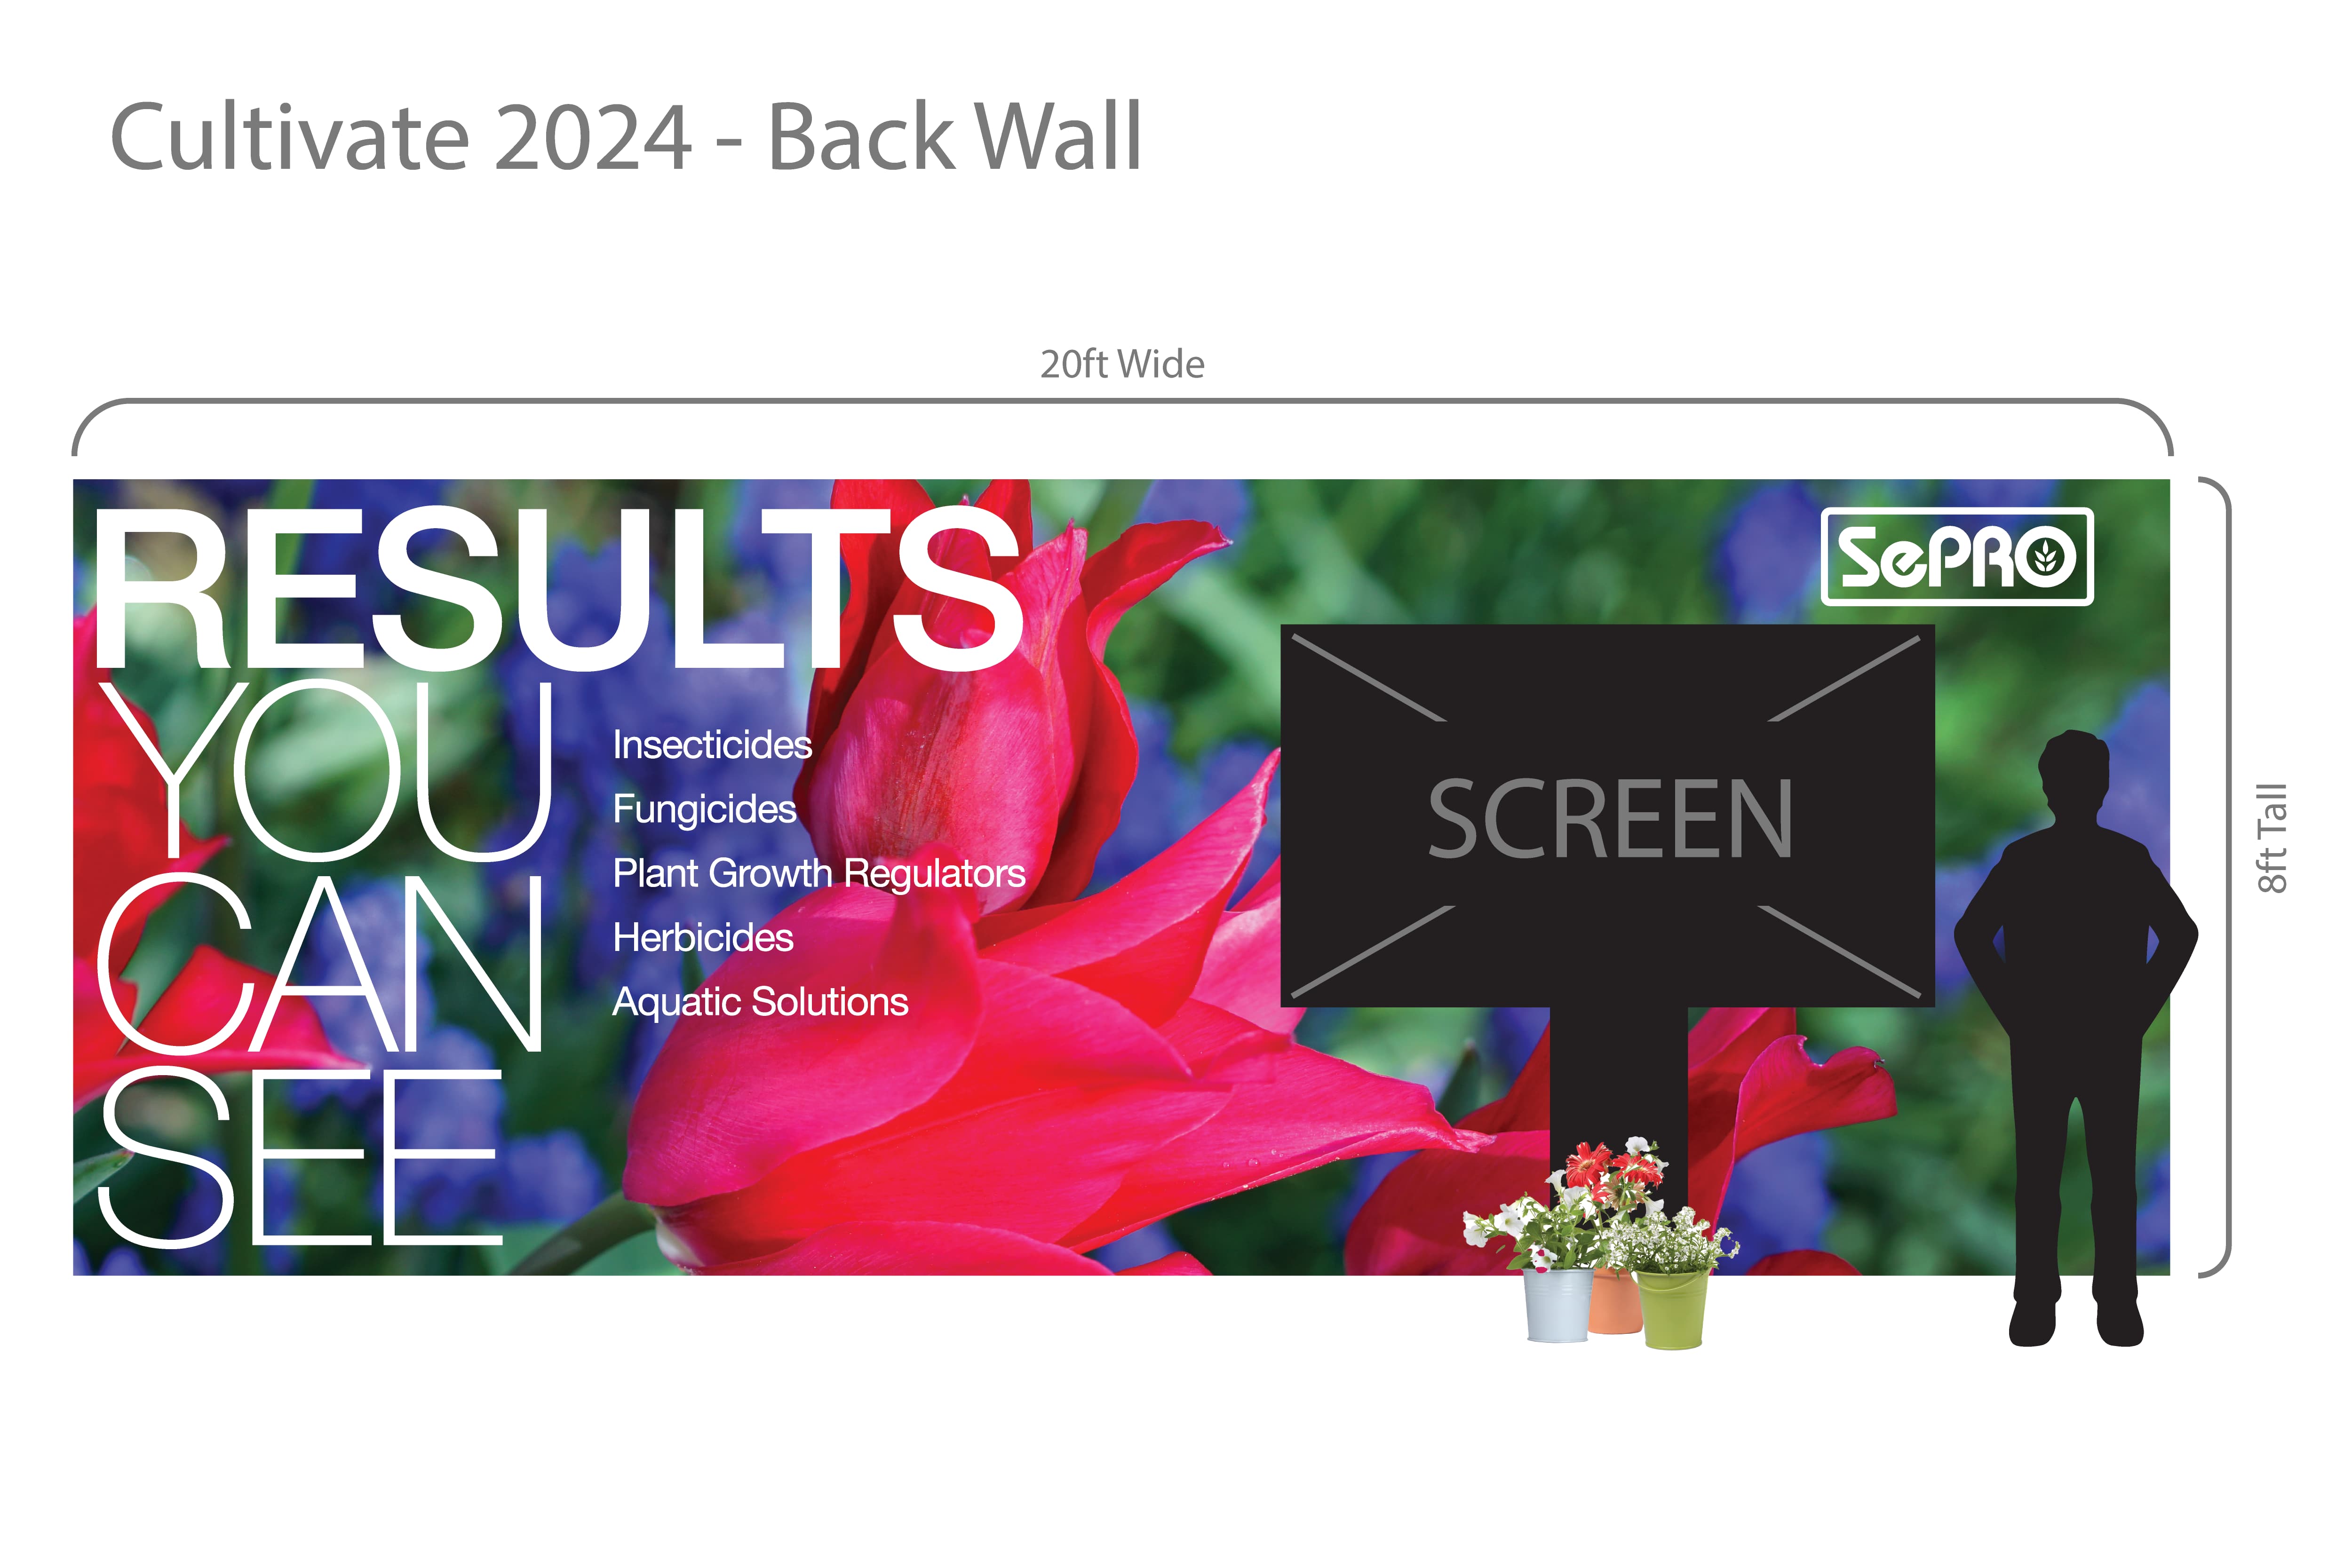 Cultivate 2024 - Back Wall
20ft Wide
RESULTS
YOU
CAN
SEE
Insecticides
Fungicides
Plant Growth Regulators
Herbicides
Aquatic Solutions
SePRO
SCREEN
8ft Tall